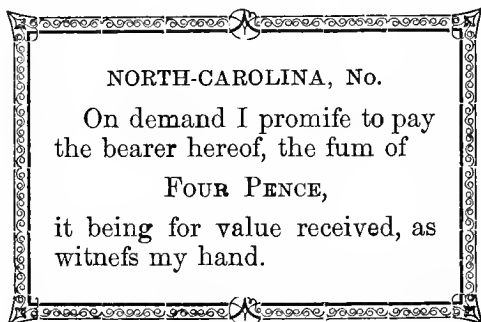 NORTH-CAROLINA, No.
On demand I promife to pay
the bearer hereof, the fum of
FOUR PENCE,
it being for value received, as
witnefs my hand.